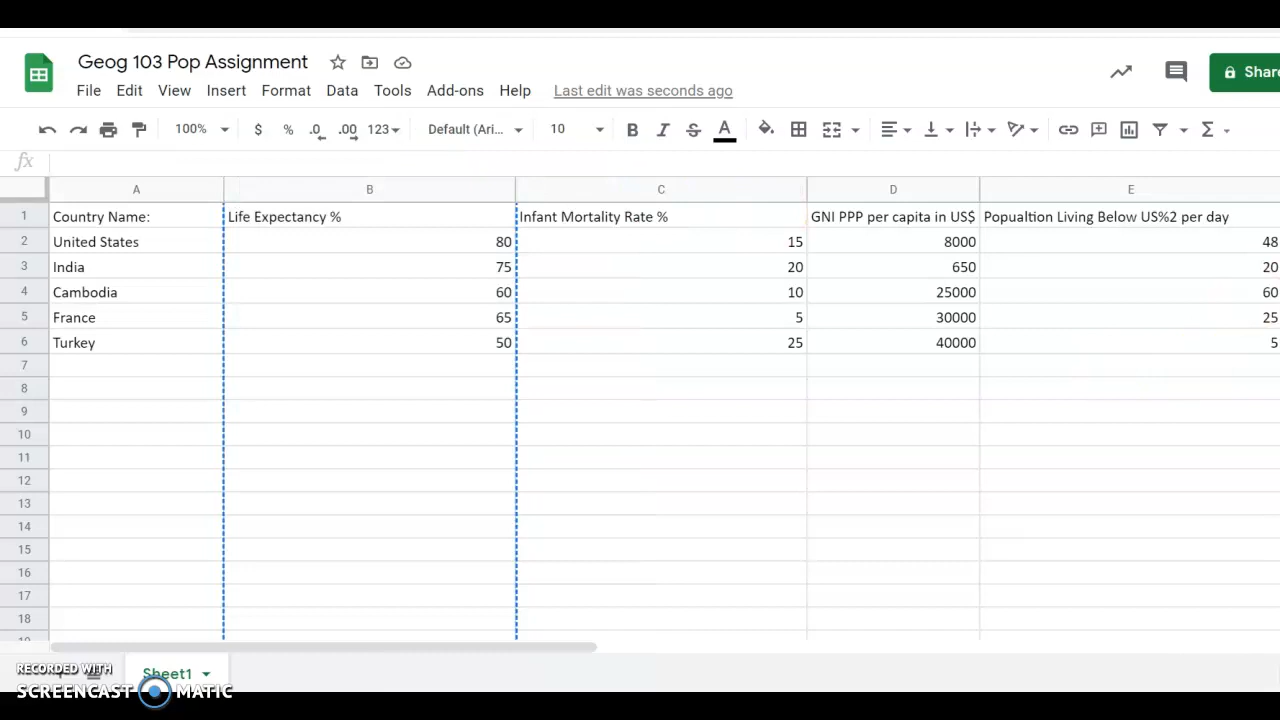 Geog 103 Pop Assignment
File Edit View Insert Format Data Tools Add-ons Help Last edit was seconds ago
Share
100% $ % .0 .00 123 Default (Ari... 10 B I S A
fx
A B C D E
1 Country Name: Life Expectancy % Infant Mortality Rate % GNI PPP per capita in US$ Popualtion Living Below US%2 per day
2 United States 80 15 8000 48
3 India 75 20 650 20
4 Cambodia 60 10 25000 60
5 France 65 5 30000 25
6 Turkey 50 25 40000 5
7
8
9
10
11
12
13
14
15
16
17
18
19
Sheet1
RECORDED WITH
SCREENCAST MATIC